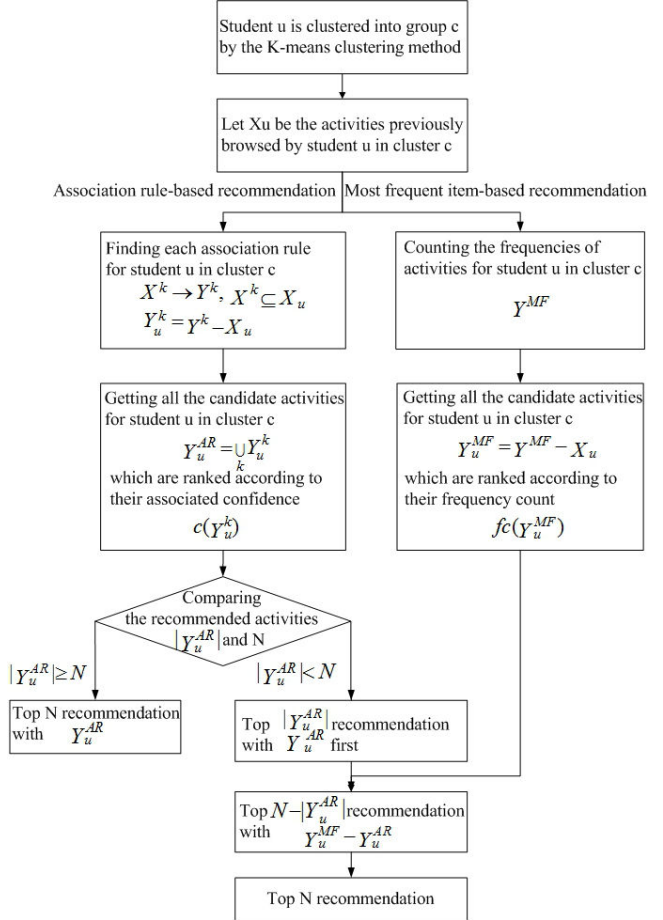 Student u is clustered into group c
by the K-means clustering method
Let Xu be the activities previously
browsed by student u in cluster c
Association rule-based recommendation
Most frequent item-based recommendation
Finding each association rule
for student u in cluster c
X^k → Y^k, X^k ⊆ X_u
Y_u^k = Y^k − X_u
Counting the frequencies of
activities for student u in cluster c
Y^{MF}
Getting all the candidate activities
for student u in cluster c
Y_u^{AR} = ∪_k Y_u^k
which are ranked according to
their associated confidence
c(Y_u^k)
Getting all the candidate activities
for student u in cluster c
Y_u^{MF} = Y^{MF} − X_u
which are ranked according to
their frequency count
fc(Y_u^{MF})
Comparing
the recommended activities
|Y_u^{AR}| and N
|Y_u^{AR}| ≥ N
|Y_u^{AR}| < N
Top N recommendation
with Y_u^{AR}
Top |Y_u^{AR}| recommendation
with Y_u^{AR} first
Top N−|Y_u^{AR}| recommendation
with Y_u^{MF} − Y_u^{AR}
Top N recommendation